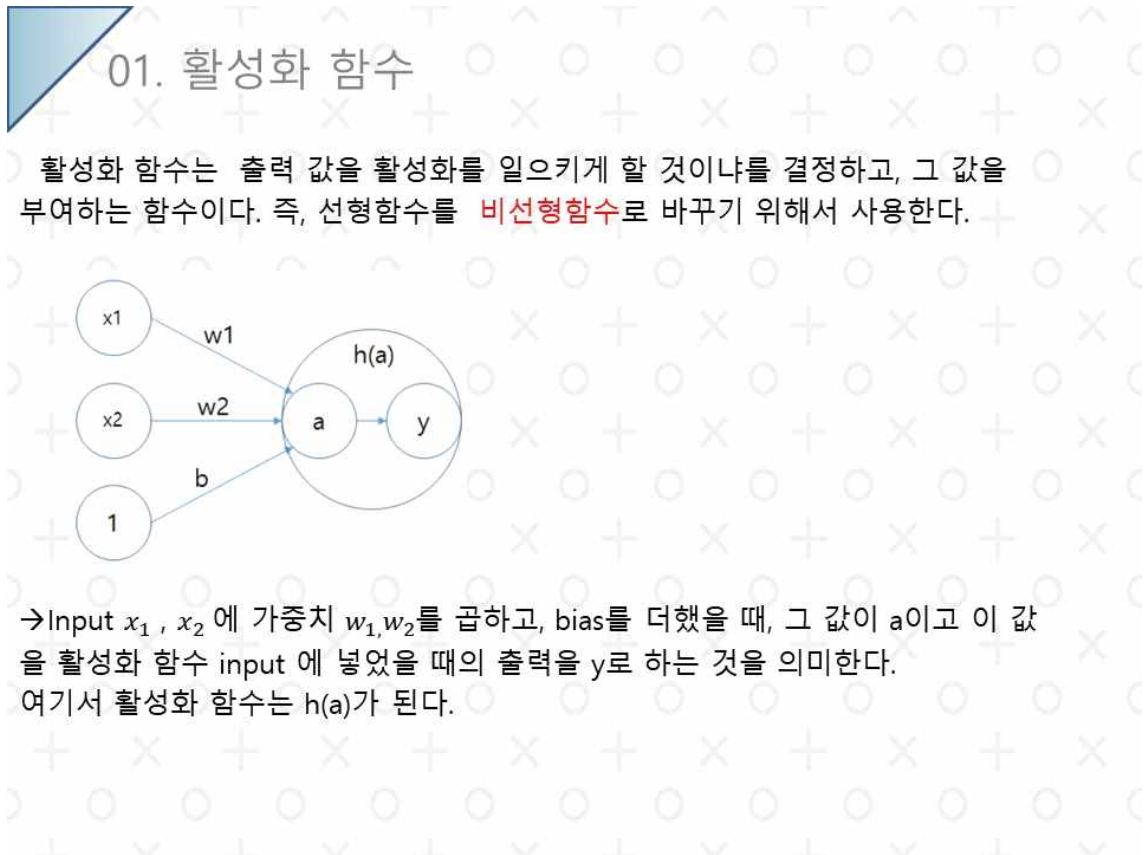 01. 활성화 함수
활성화 함수는 출력 값을 활성화를 일으키게 할 것이냐를 결정하고, 그 값을
부여하는 함수이다. 즉, 선형함수를 비선형함수로 바꾸기 위해서 사용한다.
x1
w1
h(a)
x2
w2
a
y
b
1
→Input 𝑥₁ , 𝑥₂ 에 가중치 𝑤₁,𝑤₂를 곱하고, bias를 더했을 때, 그 값이 a이고 이 값
을 활성화 함수 input 에 넣었을 때의 출력을 y로 하는 것을 의미한다.
여기서 활성화 함수는 h(a)가 된다.